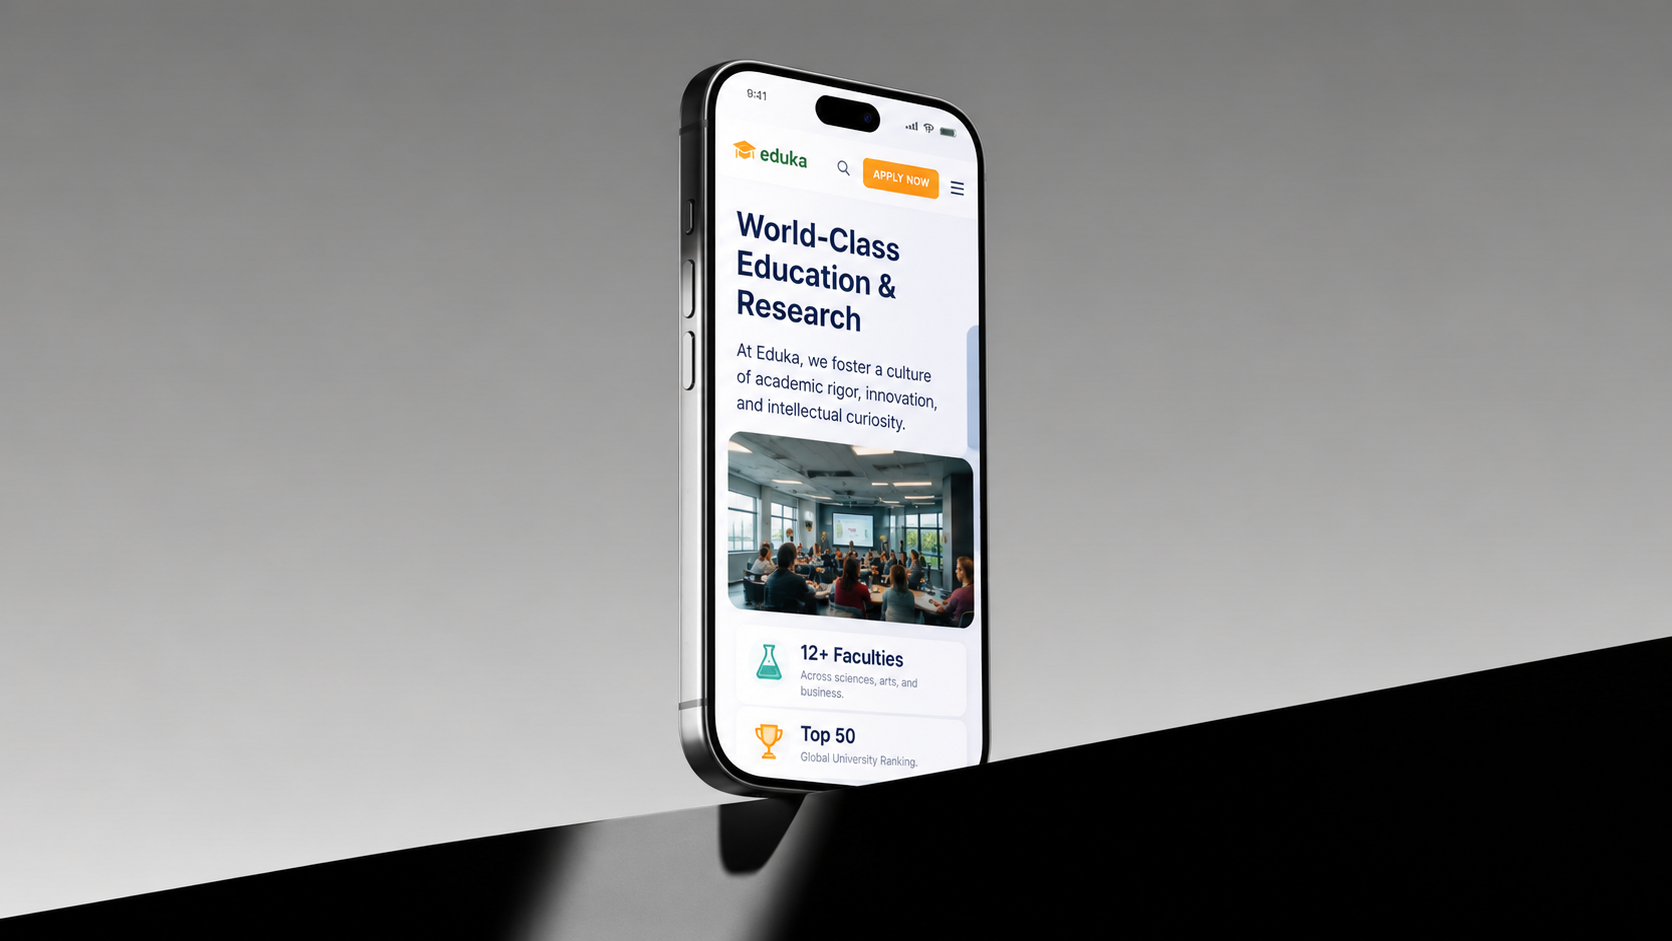 9:41
eduka
APPLY NOW
World-Class
Education &
Research
At Eduka, we foster a culture
of academic rigor, innovation,
and intellectual curiosity.
12+ Faculties
Across sciences, arts, and
business.
Top 50
Global University Ranking.